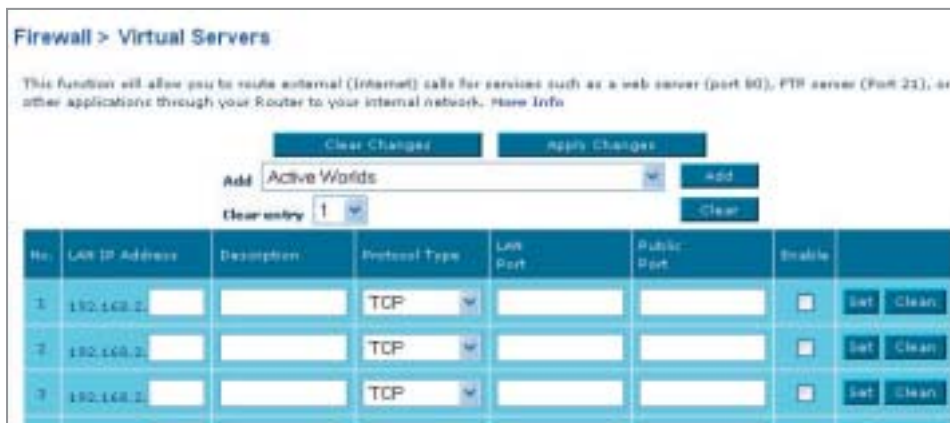 Firewall > Virtual Servers
This function will allow you to route external (Internet) calls for services such as a web server (port 80), FTP server (Port 21), or
other applications through your Router to your internal network. More Info
Clear Changes Apply Changes
Add Active Worlds Add
Clear entry 1 Clear
No. LAN IP Address Description Protocol Type LAN Port Public Port Enable
1 192.168.2. TCP Set Clean
2 192.168.2. TCP Set Clean
3 192.168.2. TCP Set Clean